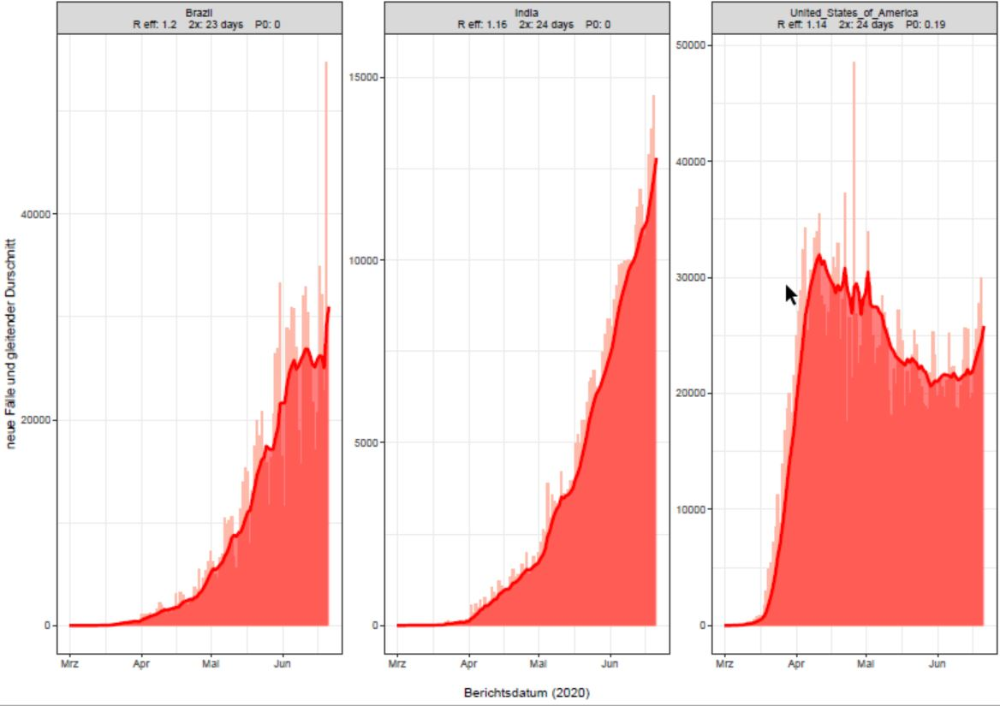 Brazil
R eff: 1.2 2x: 23 days P0: 0
India
R eff: 1.16 2x: 24 days P0: 0
United_States_of_America
R eff: 1.14 2x: 24 days P0: 0.19
neue Fälle und gleitender Durschnitt
40000
20000
0
Mrz Apr Mai Jun
15000
10000
5000
0
Mrz Apr Mai Jun
50000
40000
30000
20000
10000
0
Mrz Apr Mai Jun
Berichtsdatum (2020)